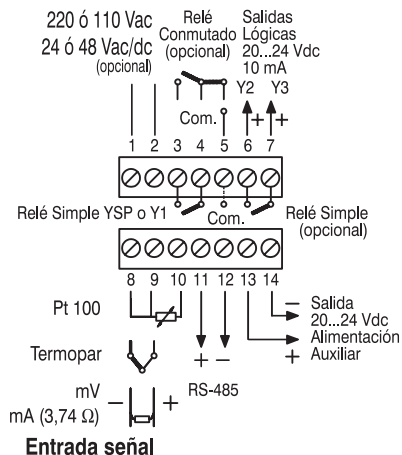 220 ó 110 Vac
24 ó 48 Vac/dc
(opcional)
Relé
Conmutado
(opcional)
Salidas
Lógicas
20...24 Vdc
10 mA
Y2 Y3
Com.
+ +
1 2 3 4 5 6 7
Relé Simple YSP o Y1
Com.
Relé Simple
(opcional)
8 9 10 11 12 13 14
Pt 100
Termopar
mV
mA (3,74 Ω)
− +
+ −
RS-485
− Salida
20...24 Vdc
Alimentación
+ Auxiliar
Entrada señal